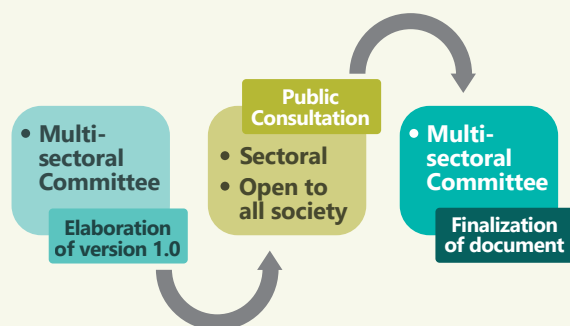 • Multi-
sectoral
Committee
Elaboration
of version 1.0
Public
Consultation
• Sectoral
• Open to
all society
• Multi-
sectoral
Committee
Finalization
of document